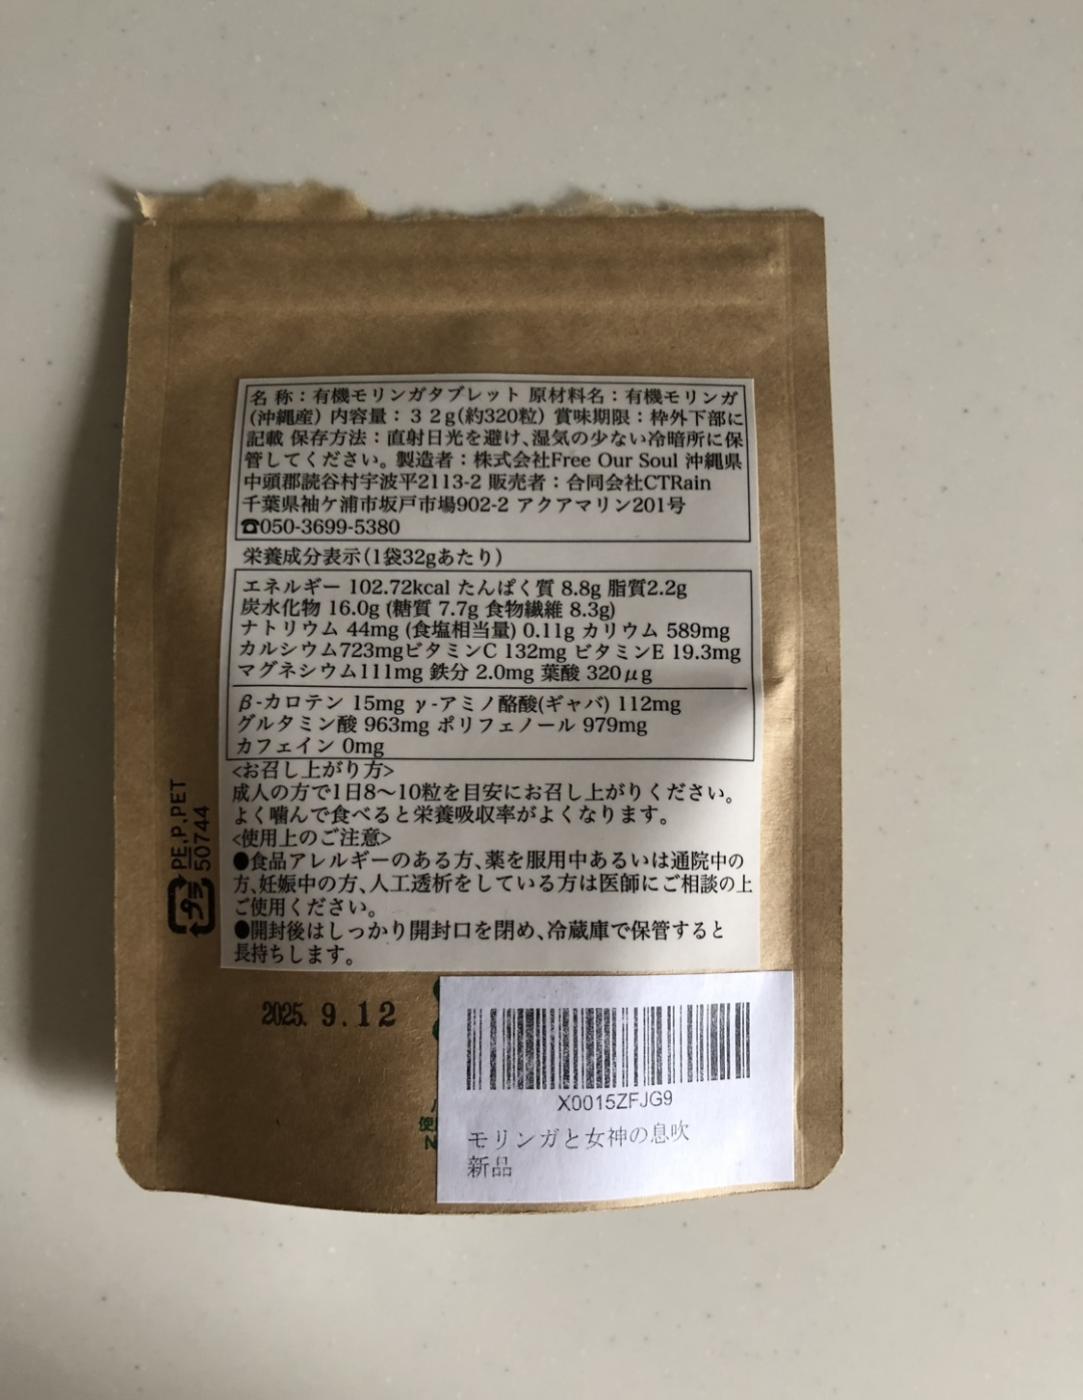 名 称：有機モリンガタブレット 原材料名：有機モリンガ
(沖縄産) 内容量：３２g(約320粒) 賞味期限：枠外下部に
記載 保存方法：直射日光を避け、湿気の少ない冷暗所に保
管してください。製造者：株式会社Free Our Soul 沖縄県
中頭郡読谷村字波平2113-2 販売者：合同会社CTRain
千葉県袖ケ浦市坂戸市場902-2 アクアマリン201号
☎050-3699-5380
栄養成分表示(1袋32gあたり)
エネルギー 102.72kcal たんぱく質 8.8g 脂質2.2g
炭水化物 16.0g (糖質 7.7g 食物繊維 8.3g)
ナトリウム 44mg (食塩相当量) 0.11g カリウム 589mg
カルシウム723mgビタミンC 132mg ビタミンE 19.3mg
マグネシウム111mg 鉄分 2.0mg 葉酸 320μg
β-カロテン 15mg γ-アミノ酪酸(ギャバ) 112mg
グルタミン酸 963mg ポリフェノール 979mg
カフェイン 0mg
<お召し上がり方>
成人の方で1日8〜10粒を目安にお召し上がりください。
よく噛んで食べると栄養吸収率がよくなります。
<使用上のご注意>
●食品アレルギーのある方、薬を服用中あるいは通院中の
方、妊娠中の方、人工透析をしている方は医師にご相談の上
ご使用ください。
●開封後はしっかり開封口を閉め、冷蔵庫で保管すると
長持ちします。
プラ PE,P,PET
50744
2025. 9.12
X0015ZFJG9
モリンガと女神の息吹
新品